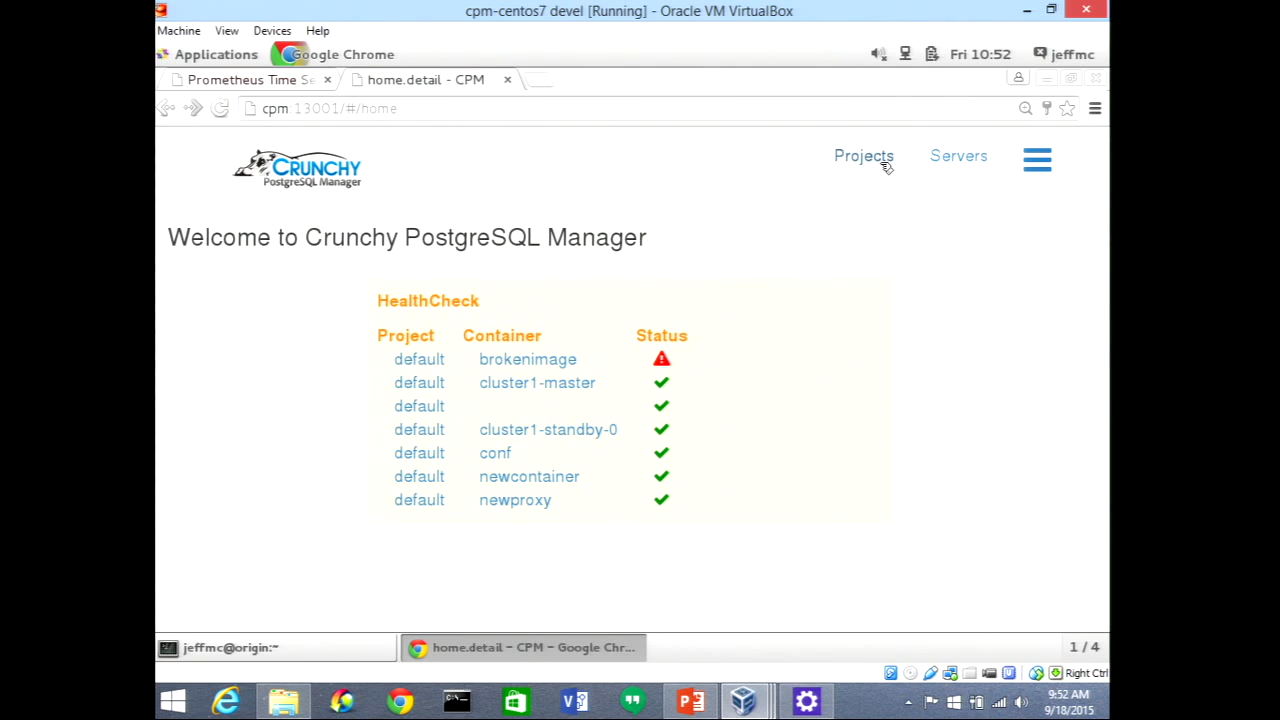 cpm-centos7 devel [Running] - Oracle VM VirtualBox
Machine View Devices Help
Applications Google Chrome Fri 10:52 jeffmc
Prometheus Time Se home.detail - CPM
cpm:13001/#/home
CRUNCHY Projects Servers
PostgreSQL Manager
Welcome to Crunchy PostgreSQL Manager
HealthCheck
Project Container Status
default brokenimage
default cluster1-master
default
default cluster1-standby-0
default conf
default newcontainer
default newproxy
jeffmc@origin:~ home.detail - CPM - Google Chr... 1 / 4
Right Ctrl
9:52 AM
9/18/2015